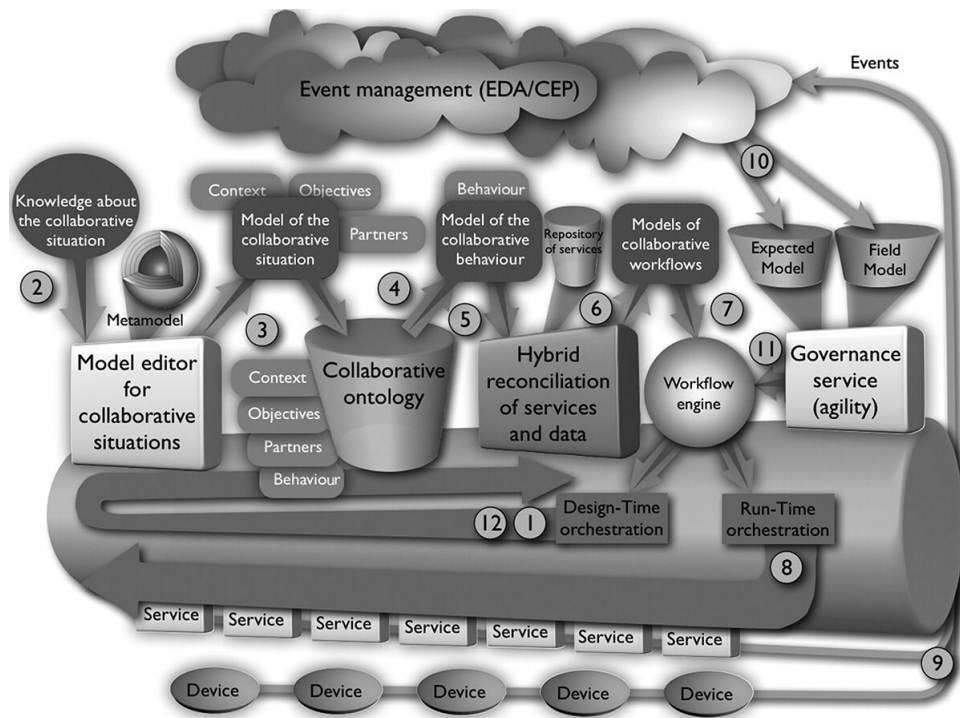 Event management (EDA/CEP)
Events
10
Knowledge about
the collaborative
situation
2
Metamodel
Context
Objectives
Model of the
collaborative
situation
Partners
3
Behaviour
Model of the
collaborative
behaviour
4
5
Repository
of services
6
Models of
collaborative
workflows
7
Expected
Model
Field
Model
11
Model editor
for
collaborative
situations
Context
Objectives
Partners
Behaviour
Collaborative
ontology
Hybrid
reconciliation
of services
and data
Workflow
engine
Governance
service
(agility)
12
1
Design-Time
orchestration
Run-Time
orchestration
8
Service
Service
Service
Service
Service
Service
Service
9
Device
Device
Device
Device
Device